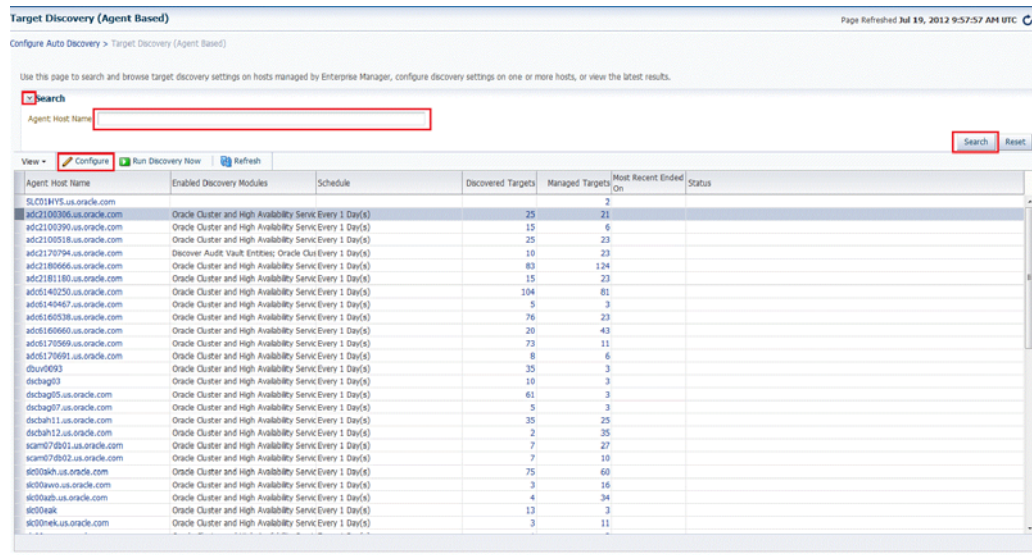 Target Discovery (Agent Based)
Page Refreshed Jul 19, 2012 9:57:57 AM UTC
Configure Auto Discovery > Target Discovery (Agent Based)
Use this page to search and browse target discovery settings on hosts managed by Enterprise Manager, configure discovery settings on one or more hosts, or view the latest results.
Search
Agent Host Name
Search Reset
View Configure Run Discovery Now Refresh
Agent Host Name Enabled Discovery Modules Schedule Discovered Targets Managed Targets Most Recent Ended On Status
SLC01HYS.us.oracle.com 2
adc2100306.us.oracle.com Oracle Cluster and High Availability Servic Every 1 Day(s) 25 21
adc2100390.us.oracle.com Oracle Cluster and High Availability Servic Every 1 Day(s) 15 6
adc2100518.us.oracle.com Oracle Cluster and High Availability Servic Every 1 Day(s) 25 23
adc2170794.us.oracle.com Discover Audit Vault Entities; Oracle Clus Every 1 Day(s) 10 23
adc2180666.us.oracle.com Oracle Cluster and High Availability Servic Every 1 Day(s) 83 124
adc2181180.us.oracle.com Oracle Cluster and High Availability Servic Every 1 Day(s) 15 23
adc6140250.us.oracle.com Oracle Cluster and High Availability Servic Every 1 Day(s) 104 81
adc6140467.us.oracle.com Oracle Cluster and High Availability Servic Every 1 Day(s) 5 3
adc6160538.us.oracle.com Oracle Cluster and High Availability Servic Every 1 Day(s) 76 23
adc6160660.us.oracle.com Oracle Cluster and High Availability Servic Every 1 Day(s) 20 43
adc6170569.us.oracle.com Oracle Cluster and High Availability Servic Every 1 Day(s) 73 11
adc6170691.us.oracle.com Oracle Cluster and High Availability Servic Every 1 Day(s) 8 6
dbuv0093 Oracle Cluster and High Availability Servic Every 1 Day(s) 35 3
dscbag03 Oracle Cluster and High Availability Servic Every 1 Day(s) 10 3
dscbag05.us.oracle.com Oracle Cluster and High Availability Servic Every 1 Day(s) 61 3
dscbag07.us.oracle.com Oracle Cluster and High Availability Servic Every 1 Day(s) 5 3
dscbah11.us.oracle.com Oracle Cluster and High Availability Servic Every 1 Day(s) 35 25
dscbah12.us.oracle.com Oracle Cluster and High Availability Servic Every 1 Day(s) 2 35
scam07db01.us.oracle.com Oracle Cluster and High Availability Servic Every 1 Day(s) 7 27
scam07db02.us.oracle.com Oracle Cluster and High Availability Servic Every 1 Day(s) 7 10
slc00akh.us.oracle.com Oracle Cluster and High Availability Servic Every 1 Day(s) 75 60
slc00awo.us.oracle.com Oracle Cluster and High Availability Servic Every 1 Day(s) 3 16
slc00azb.us.oracle.com Oracle Cluster and High Availability Servic Every 1 Day(s) 4 34
slc00eak Oracle Cluster and High Availability Servic Every 1 Day(s) 13 3
slc00nek.us.oracle.com Oracle Cluster and High Availability Servic Every 1 Day(s) 3 11